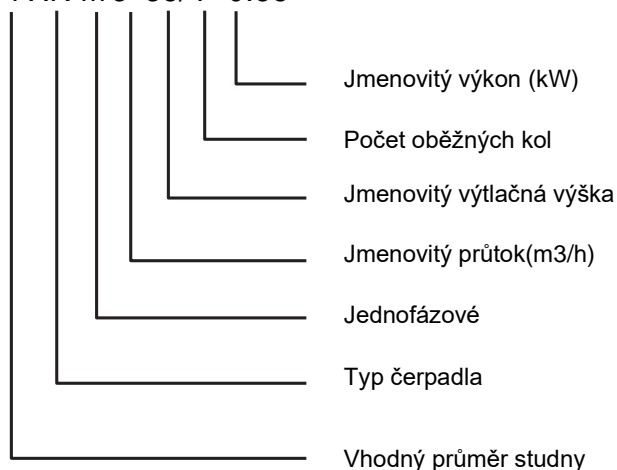 Jmenovitý výkon (kW)
Počet oběžných kol
Jmenovitý výtlačná výška
Jmenovitý průtok(m3/h)
Jednofázové
Typ čerpadla
Vhodný průměr studny